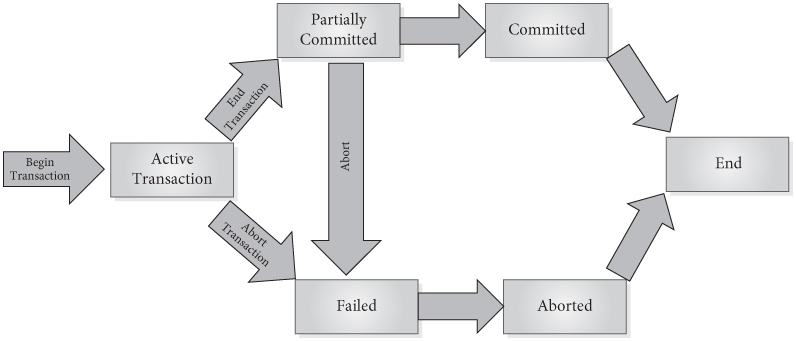 Partially
Committed
Committed
End
Transaction
Begin
Transaction
Active
Transaction
Abort
End
Abort
Transaction
Failed
Aborted